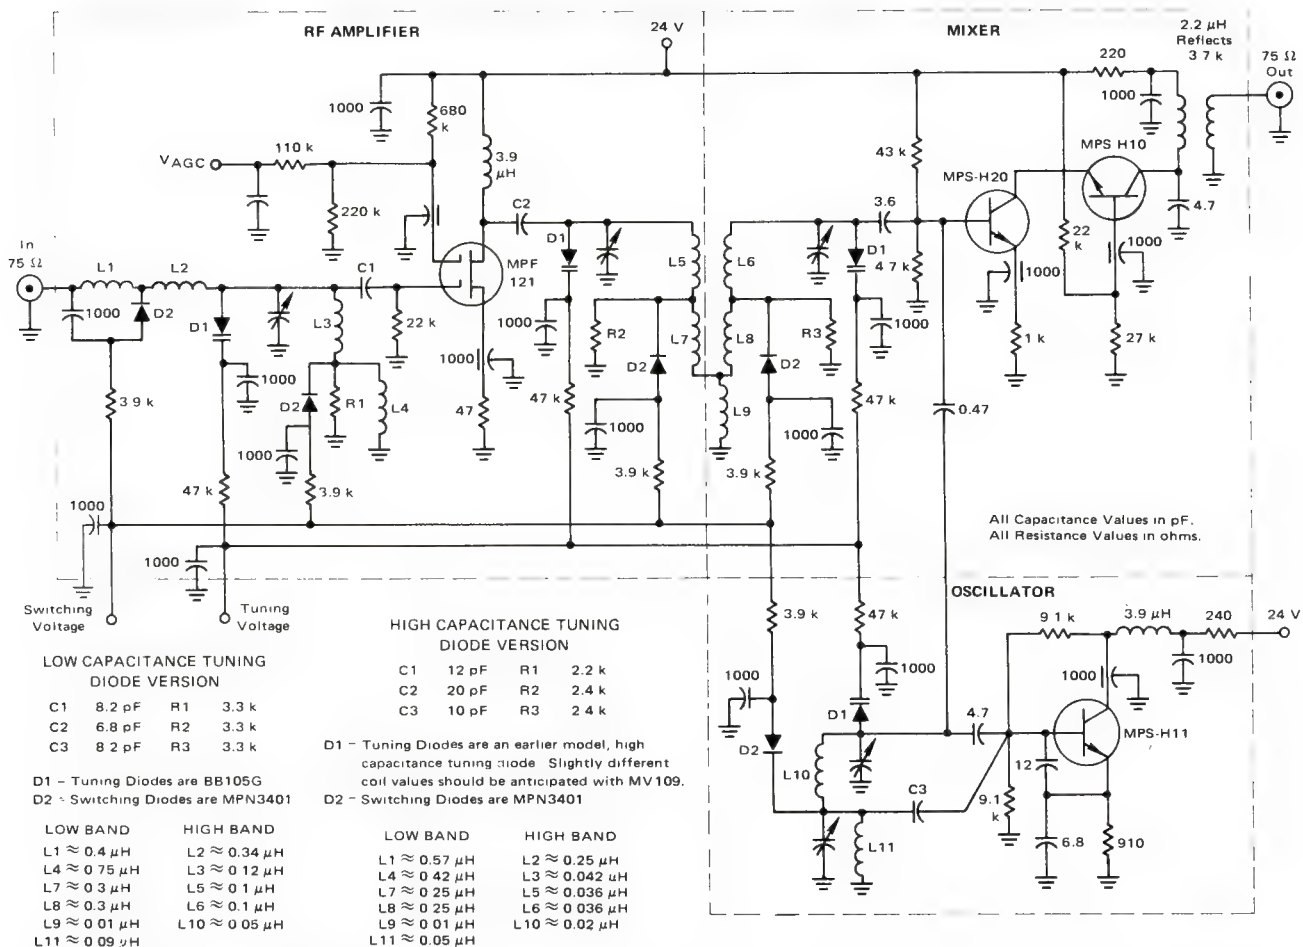 RF AMPLIFIER
24 V
MIXER
2.2 µH
Reflects
3 7 k
75 Ω
Out
220
1000
1000
680
k
110 k
VAGC
3.9
µH
43 k
MPS H10
MPS-H20
220 k
C2
3.6
4.7
In
75 Ω
L1
L2
C1
MPF
121
D1
L5
L6
D1
4 7 k
22
k
1000
1000
1000
D2
D1
L3
22 k
1000
R2
L7
L8
R3
1000
1 k
27 k
1000
D2
D2
3.9 k
1000
D2
R1
L4
1000
47
47 k
1000
L9
1000
47 k
0.47
47 k
3.9 k
3.9 k
3.9 k
1000
1000
All Capacitance Values in pF.
All Resistance Values in ohms.
Switching
Voltage
Tuning
Voltage
3.9 k
47 k
OSCILLATOR
9 1 k
3.9 µH
240
24 V
1000
1000
1000
1000
D1
4.7
MPS-H11
D2
L10
12
C3
9.1
k
L11
6.8
910
LOW CAPACITANCE TUNING
DIODE VERSION
C1 8.2 pF R1 3.3 k
C2 6.8 pF R2 3.3 k
C3 8 2 pF R3 3.3 k
D1 – Tuning Diodes are BB105G
D2 – Switching Diodes are MPN3401
LOW BAND HIGH BAND
L1 ≈ 0.4 µH L2 ≈ 0.34 µH
L4 ≈ 0 75 µH L3 ≈ 0 12 µH
L7 ≈ 0.3 µH L5 ≈ 0 1 µH
L8 ≈ 0.3 µH L6 ≈ 0.1 µH
L9 ≈ 0 01 µH L10 ≈ 0 05 µH
L11 ≈ 0 09 µH
HIGH CAPACITANCE TUNING
DIODE VERSION
C1 12 pF R1 2.2 k
C2 20 pF R2 2.4 k
C3 10 pF R3 2 4 k
D1 – Tuning Diodes are an earlier model, high
capacitance tuning diode Slightly different
coil values should be anticipated with MV109.
D2 – Switching Diodes are MPN3401
LOW BAND HIGH BAND
L1 ≈ 0.57 µH L2 ≈ 0.25 µH
L4 ≈ 0 42 µH L3 ≈ 0.042 µH
L7 ≈ 0 25 µH L5 ≈ 0.036 µH
L8 ≈ 0 25 µH L6 ≈ 0 036 µH
L9 ≈ 0 01 µH L10 ≈ 0.02 µH
L11 ≈ 0.05 µH